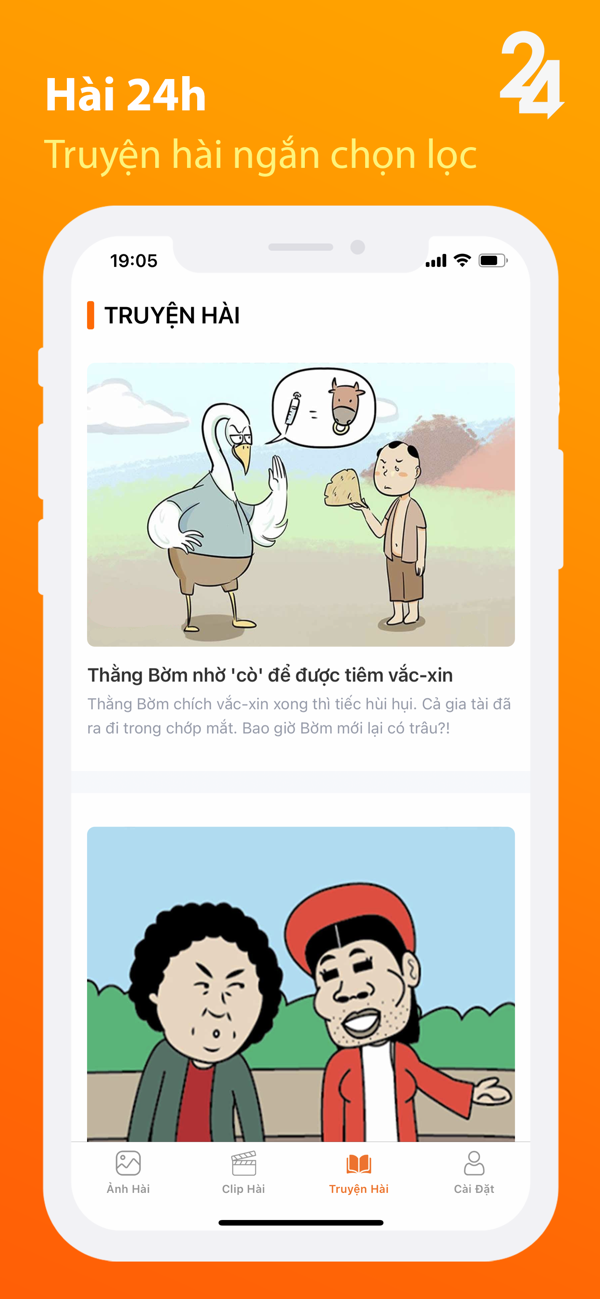 24
Hài 24h
Truyện hài ngắn chọn lọc
19:05
TRUYỆN HÀI
=
Thằng Bờm nhờ 'cò' để được tiêm vắc-xin
Thằng Bờm chích vắc-xin xong thì tiếc hùi hụi. Cả gia tài đã
ra đi trong chớp mắt. Bao giờ Bờm mới lại có trâu?!
Ảnh Hài
Clip Hài
Truyện Hài
Cài Đặt